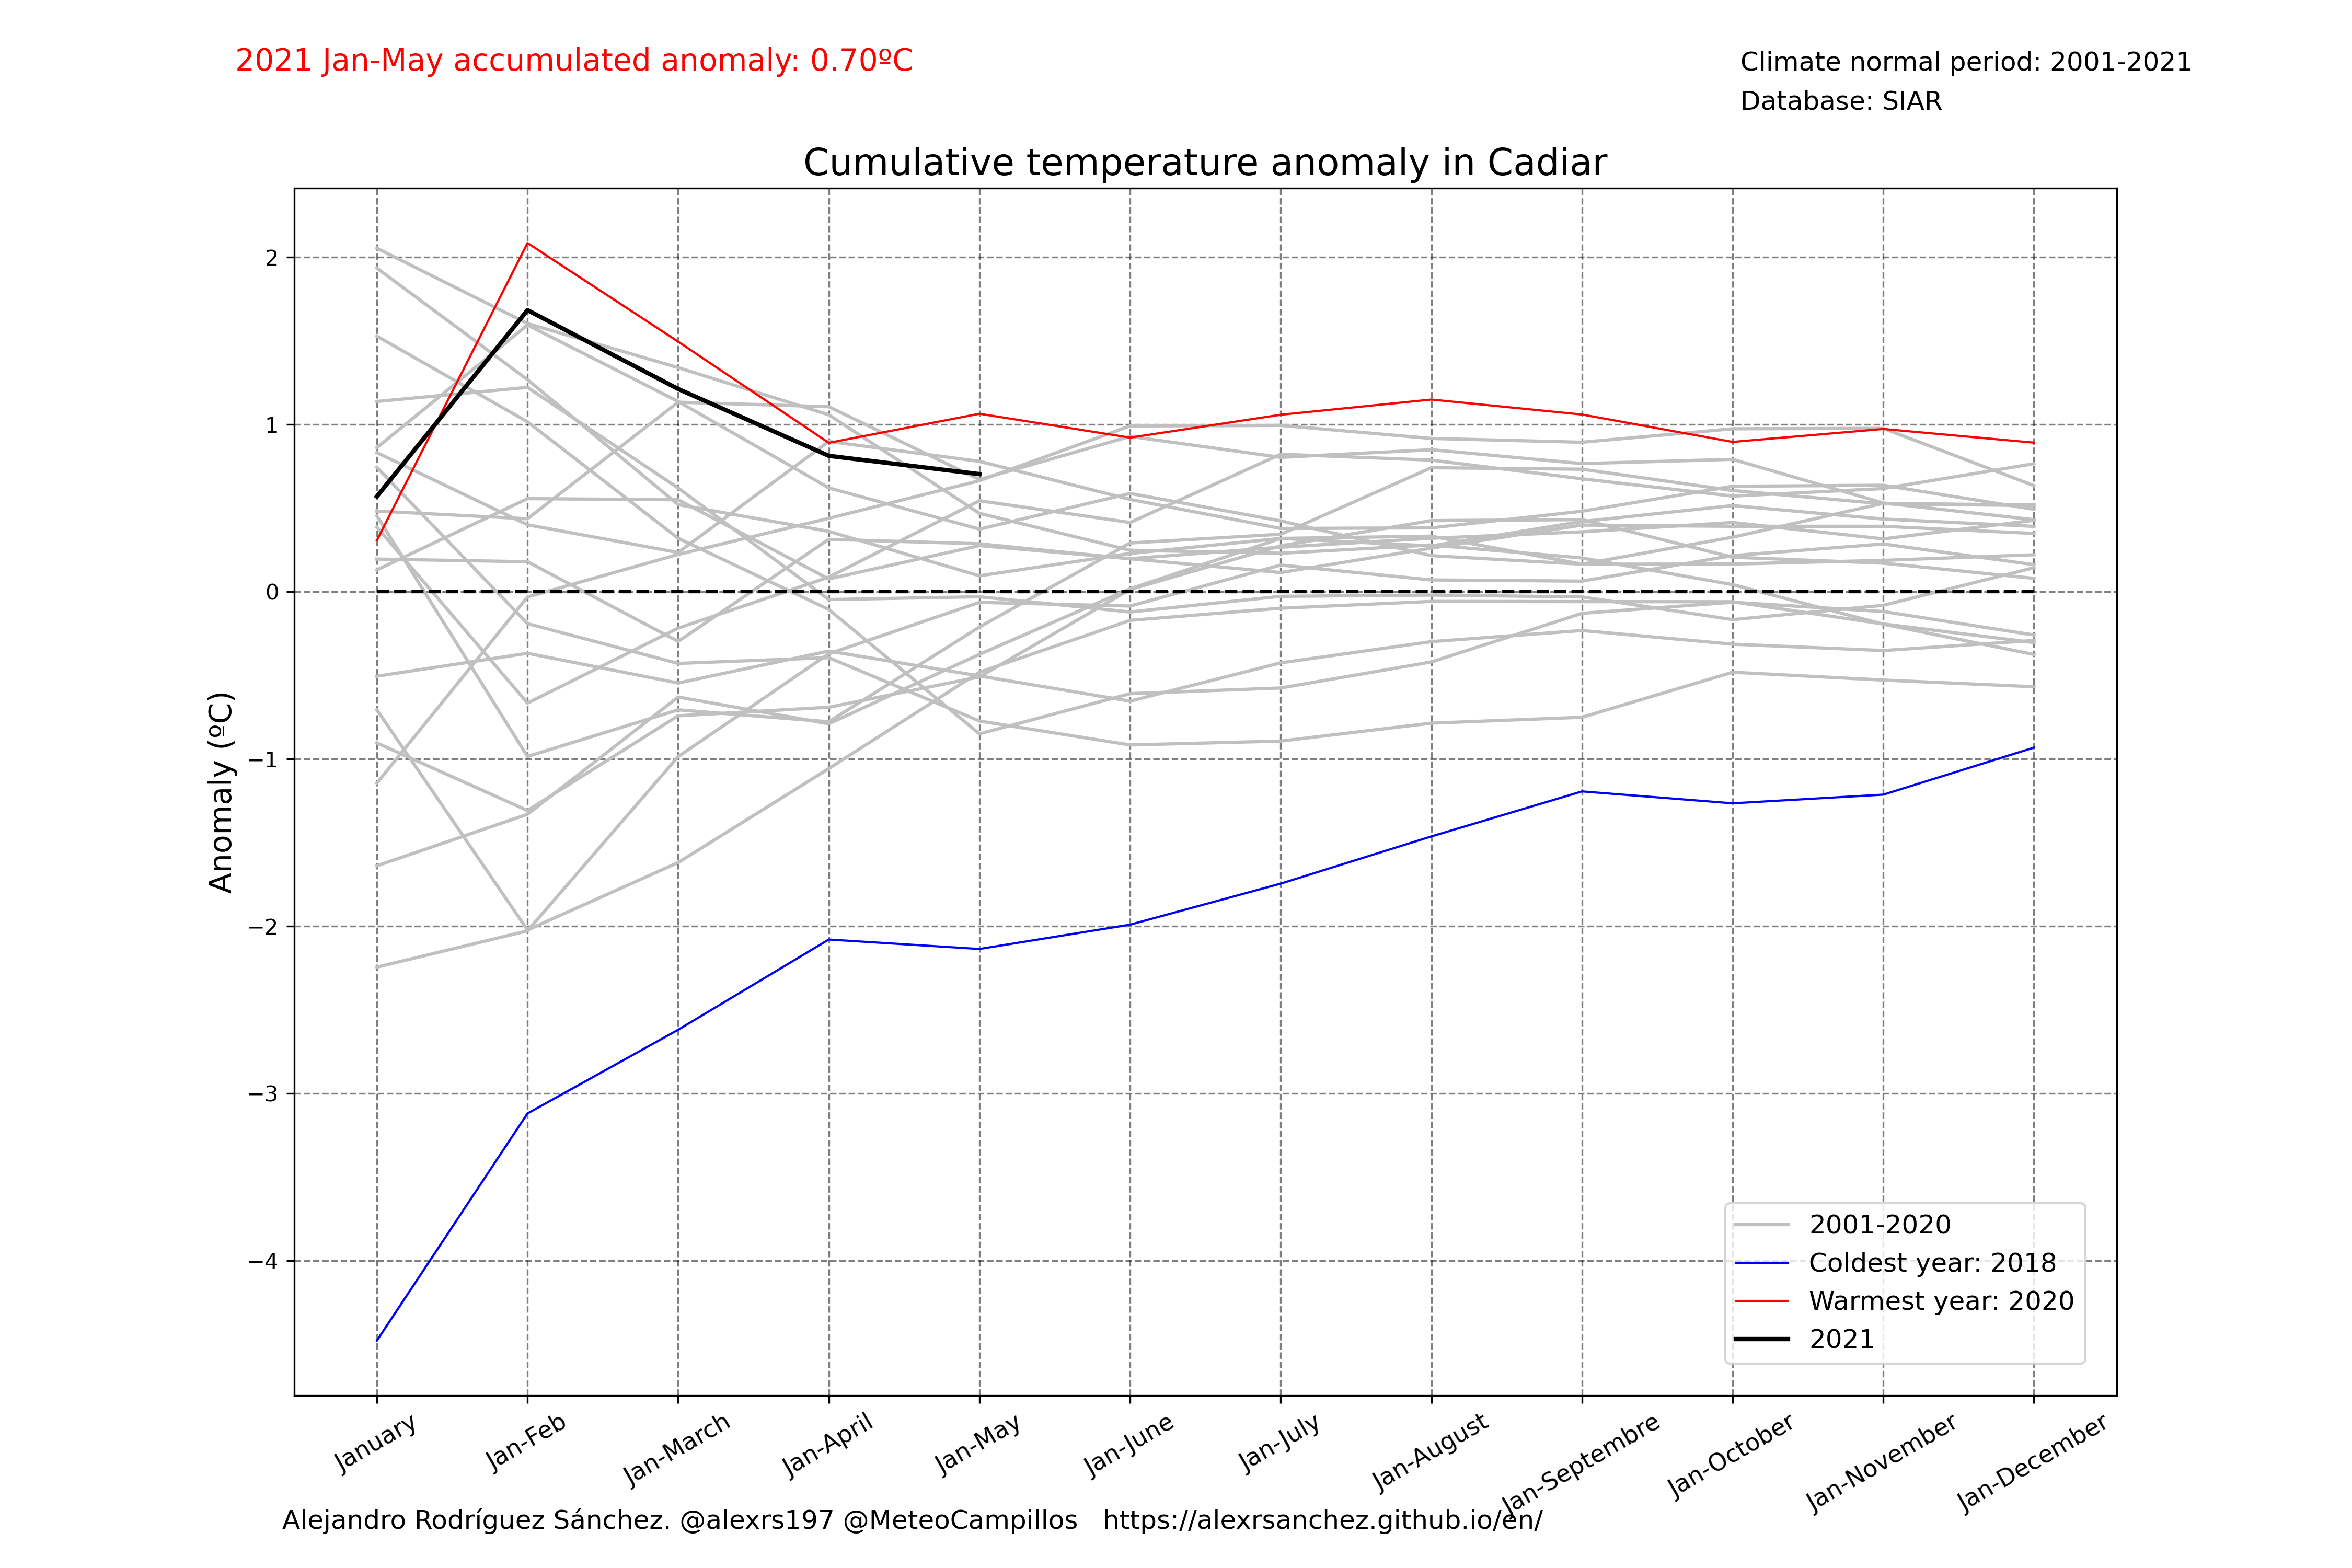 2021 Jan-May accumulated anomaly: 0.70ºC
Climate normal period: 2001-2021
Database: SIAR
Cumulative temperature anomaly in Cadiar
Anomaly (ºC)
2
1
0
−1
−2
−3
−4
2001-2020
Coldest year: 2018
Warmest year: 2020
2021
January
Jan-Feb
Jan-March
Jan-April
Jan-May
Jan-June
Jan-July
Jan-August
Jan-Septembre
Jan-October
Jan-November
Jan-December
Alejandro Rodríguez Sánchez. @alexrs197 @MeteoCampillos   https://alexrsanchez.github.io/en/